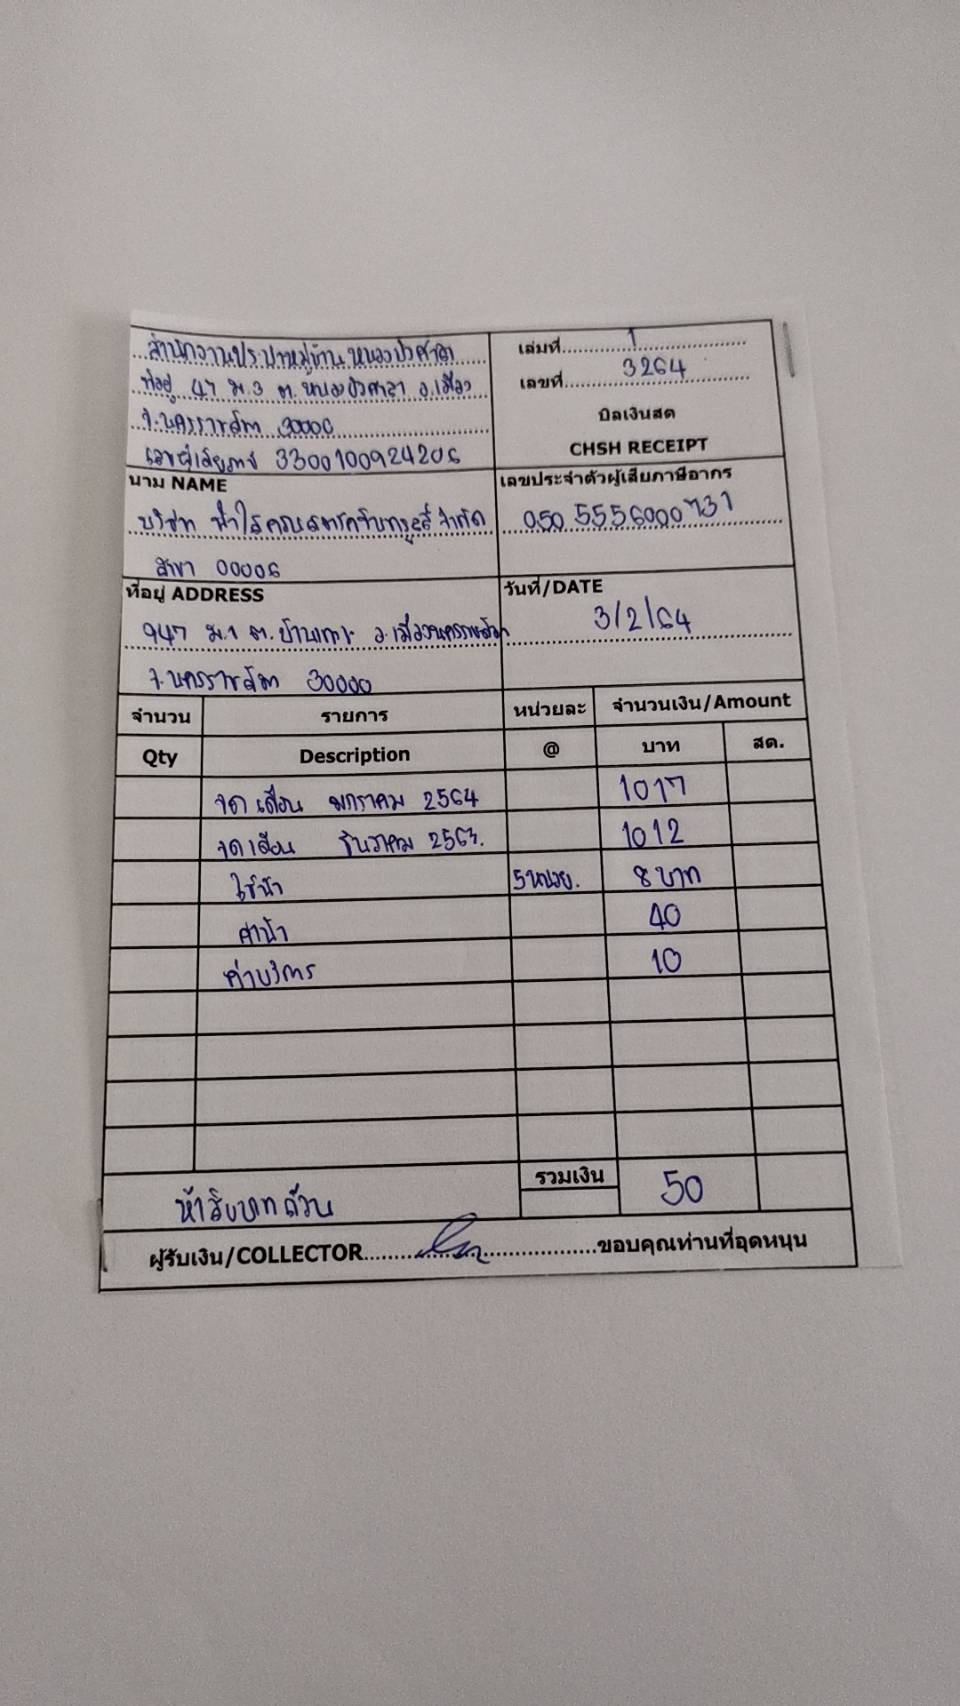 สำนักงานประปาหมู่บ้าน หนองบัวศาลา
ที่อยู่ 47 ม.3 ต.หนองบัวศาลา อ.เมือง
จ.นครราชสีมา 30000
เลขผู้เสียภาษี 3300100924206
เล่มที่ 1
เลขที่ 3264
บิลเงินสด
CHSH RECEIPT
นาม NAME
บริษัท ฟ้าใสคอนสทรัคชั่นกรุ๊ป จำกัด
สาขา 00006
เลขประจำตัวผู้เสียภาษีอากร
0505556000731
ที่อยู่ ADDRESS
947 ม.1 ต.บ้านเกาะ อ.เมืองนครราชสีมา
จ.นครราชสีมา 30000
วันที่/DATE
3/2/64
จำนวน รายการ หน่วยละ จำนวนเงิน/Amount
Qty Description @ บาท สต.
จดเดือน มกราคม 2564 1017
จดเดือน ธันวาคม 2563. 1012
ใช้น้ำ 5 หน่วย. 8 บาท
ค่าน้ำ 40
ค่าบริการ 10
ห้าสิบบาทถ้วน รวมเงิน 50
ผู้รับเงิน/COLLECTOR ขอบคุณท่านที่อุดหนุน